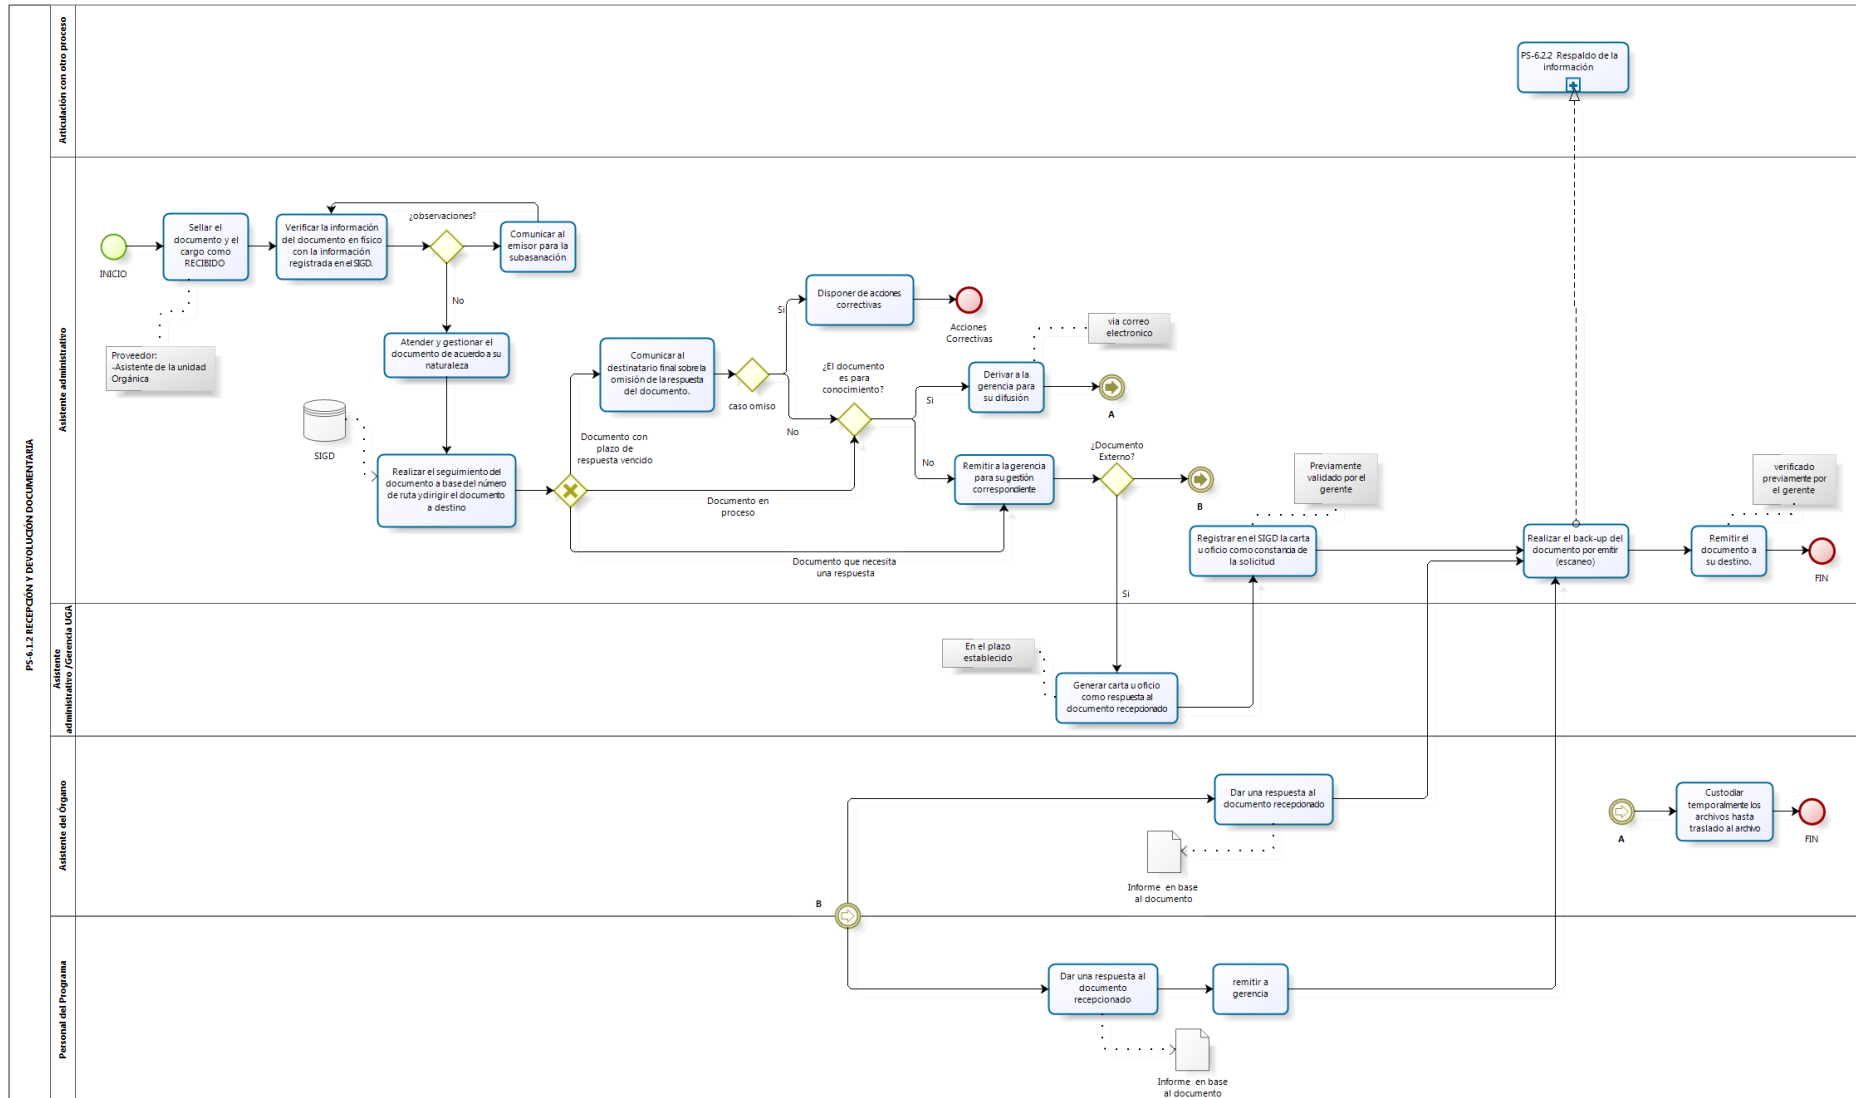 PS-6.1.2 RECEPCIÓN Y DEVOLUCIÓN DOCUMENTARIA
Articulación con otro proceso
PS-6.2.2 Respaldo de la
información
Asistente administrativo
INICIO
Sellar el
documento y el
cargo como
RECIBIDO
Proveedor:
-Asistente de la unidad
Orgánica
Verificar la información
del documento en físico
con la información
registrada en el SIGD.
¿observaciones?
Comunicar al
emisor para la
subasanación
No
Atender y gestionar el
documento de acuerdo a su
naturaleza
SIGD
Realizar el seguimiento del
documento a base del número
de ruta y dirigir el documento
a destino
Documento con
plazo de
respuesta vencido
Documento en
proceso
Documento que necesita
una respuesta
Comunicar al
destinatario final sobre la
omisión de la respuesta
del documento.
caso omiso
Si
No
Disponer de acciones
correctivas
Acciones
Correctivas
¿El documento
es para
conocimiento?
Si
No
Derivar a la
gerencia para
su difusión
via correo
electronico
A
Remitir a la gerencia
para su gestión
correspondiente
¿Documento
Externo?
B
Si
Registrar en el SIGD la carta
u oficio como constancia de
la solicitud
Previamente
validado por el
gerente
Realizar el back-up del
documento por emitir
(escaneo)
Remitir el
documento a
su destino.
verificado
previamente por
el gerente
FIN
Asistente
administrativo /Gerencia UGA
En el plazo
establecido
Generar carta u oficio
como respuesta al
documento recepcionado
Asistente del Órgano
Dar una respuesta al
documento recepcionado
Informe en base
al documento
A
Custodiar
temporalmente los
archivos hasta
traslado al archivo
FIN
B
Personal del Programa
Dar una respuesta al
documento
recepcionado
remitir a
gerencia
Informe en base
al documento